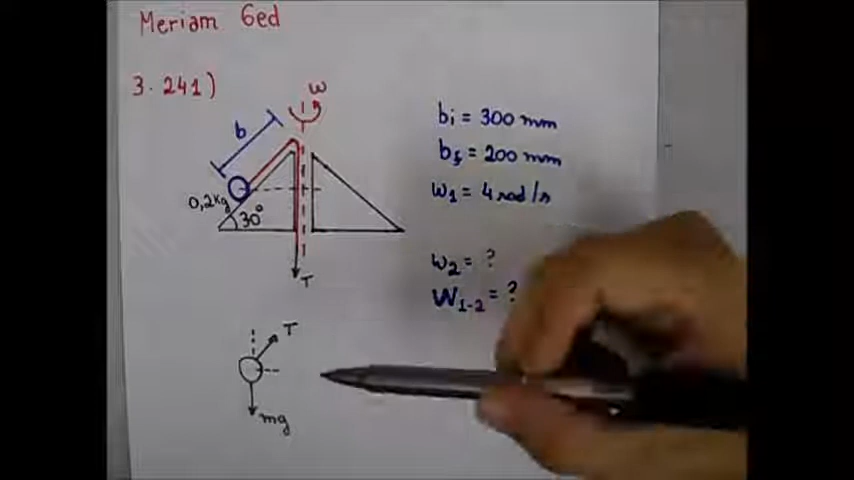 Meriam 6ed
3.241)
ω
b
bi = 300 mm
bf = 200 mm
0,2kg
ω1 = 4 rad/s
30°
ω2 = ?
T
W1-2 = ?
T
mg